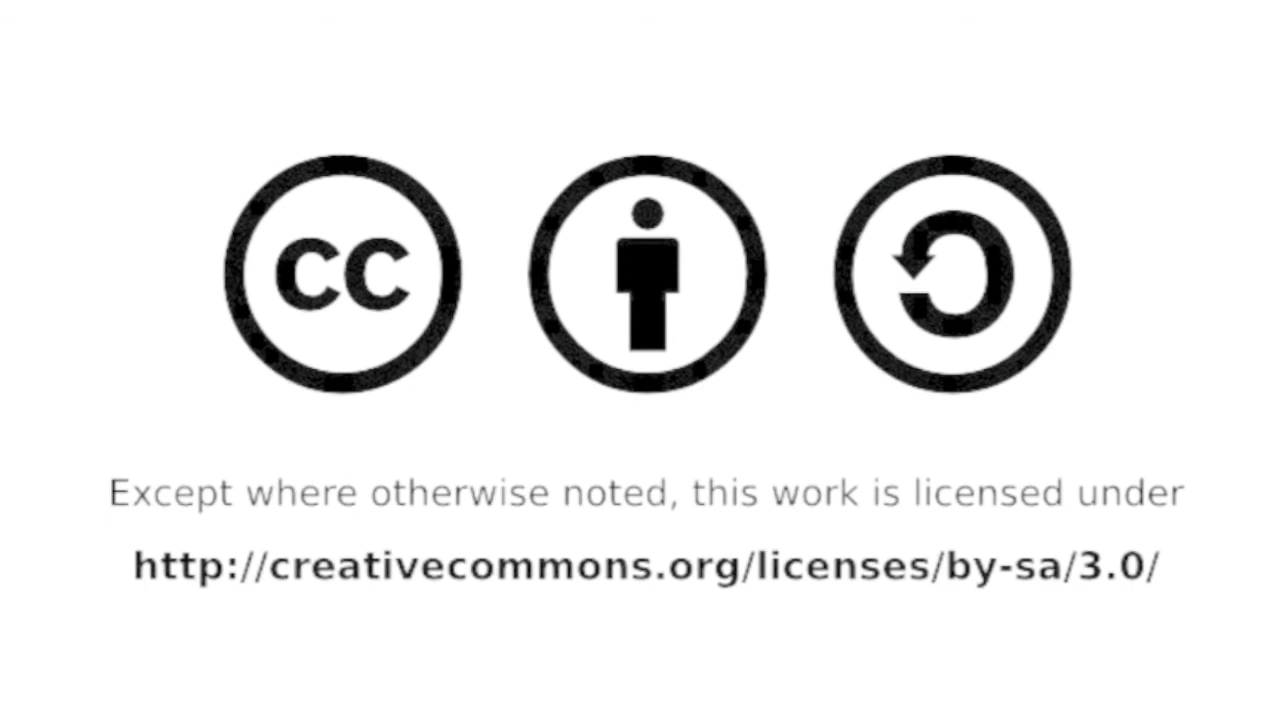 cc
Except where otherwise noted, this work is licensed under
http://creativecommons.org/licenses/by-sa/3.0/